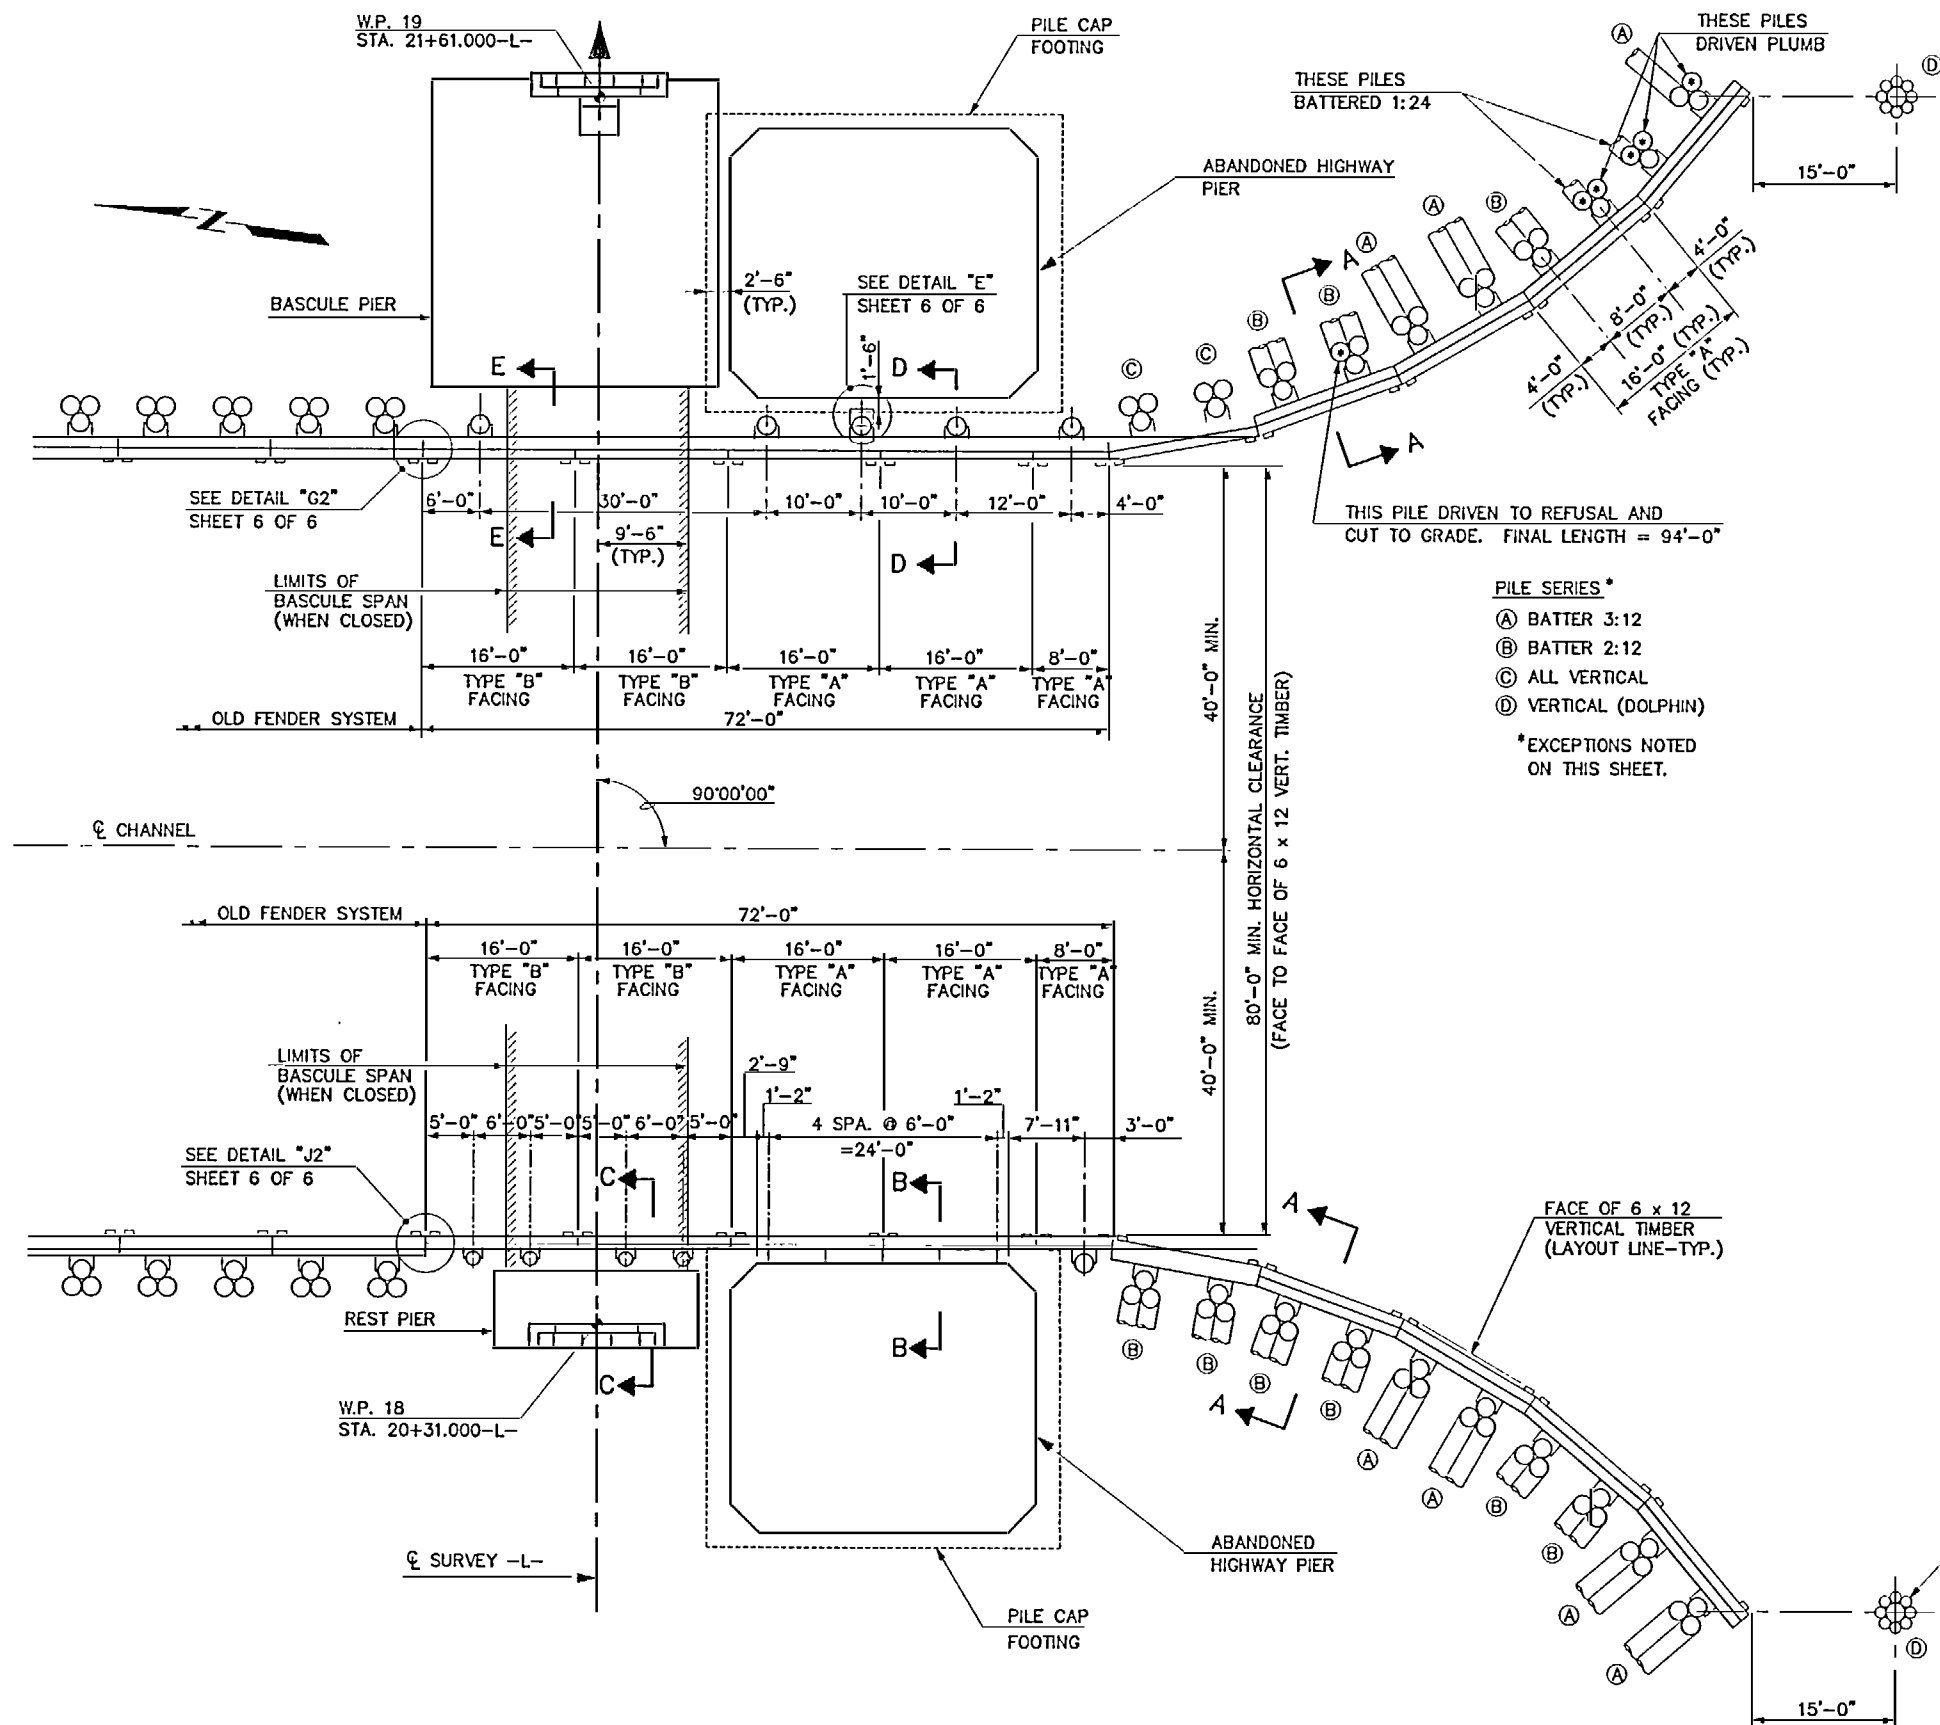 W.P. 19
STA. 21+61.000-L-
PILE CAP
FOOTING
THESE PILES
DRIVEN PLUMB
Ⓐ
Ⓓ
THESE PILES
BATTERED 1:24
ABANDONED HIGHWAY
PIER
15'-0"
Z
BASCULE PIER
2'-6"
(TYP.)
SEE DETAIL "E"
SHEET 6 OF 6
1'-6"
Ⓐ
Ⓑ
Ⓐ
A
Ⓑ
Ⓑ
Ⓒ
Ⓒ
4'-0"
(TYP.)
8'-0"
(TYP.)
4'-0"
(TYP.)
16'-0" (TYP.)
TYPE "A"
FACING (TYP.)
E
D
A
SEE DETAIL "G2"
SHEET 6 OF 6
6'-0"
30'-0"
10'-0"
10'-0"
12'-0"
4'-0"
E
9'-6"
(TYP.)
D
THIS PILE DRIVEN TO REFUSAL AND
CUT TO GRADE. FINAL LENGTH = 94'-0"
LIMITS OF
BASCULE SPAN
(WHEN CLOSED)
PILE SERIES *
Ⓐ BATTER 3:12
Ⓑ BATTER 2:12
Ⓒ ALL VERTICAL
Ⓓ VERTICAL (DOLPHIN)
*EXCEPTIONS NOTED
ON THIS SHEET.
16'-0"
TYPE "B"
FACING
16'-0"
TYPE "B"
FACING
16'-0"
TYPE "A"
FACING
16'-0"
TYPE "A"
FACING
8'-0"
TYPE "A"
FACING
OLD FENDER SYSTEM
72'-0"
40'-0" MIN.
80'-0" MIN. HORIZONTAL CLEARANCE
(FACE TO FACE OF 6 x 12 VERT. TIMBER)
90°00'00"
℄ CHANNEL
OLD FENDER SYSTEM
72'-0"
16'-0"
TYPE "B"
FACING
16'-0"
TYPE "B"
FACING
16'-0"
TYPE "A"
FACING
16'-0"
TYPE "A"
FACING
8'-0"
TYPE "A"
FACING
40'-0" MIN.
LIMITS OF
BASCULE SPAN
(WHEN CLOSED)
2'-9"
1'-2"
1'-2"
5'-0"
6'-0"
5'-0"
5'-0"
6'-0"
5'-0"
4 SPA. @ 6'-0"
=24'-0"
7'-11"
3'-0"
SEE DETAIL "J2"
SHEET 6 OF 6
C
B
A
FACE OF 6 x 12
VERTICAL TIMBER
(LAYOUT LINE-TYP.)
REST PIER
B
C
A
W.P. 18
STA. 20+31.000-L-
Ⓑ
Ⓑ
Ⓑ
Ⓑ
Ⓐ
Ⓐ
Ⓑ
Ⓑ
Ⓐ
Ⓐ
Ⓓ
℄ SURVEY -L-
ABANDONED
HIGHWAY PIER
PILE CAP
FOOTING
15'-0"